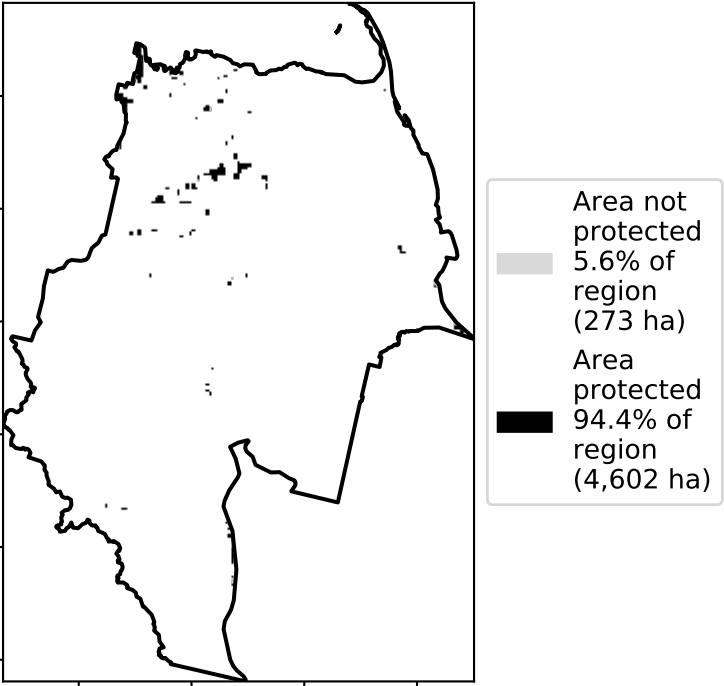 Area not
protected
5.6% of
region
(273 ha)
Area
protected
94.4% of
region
(4,602 ha)